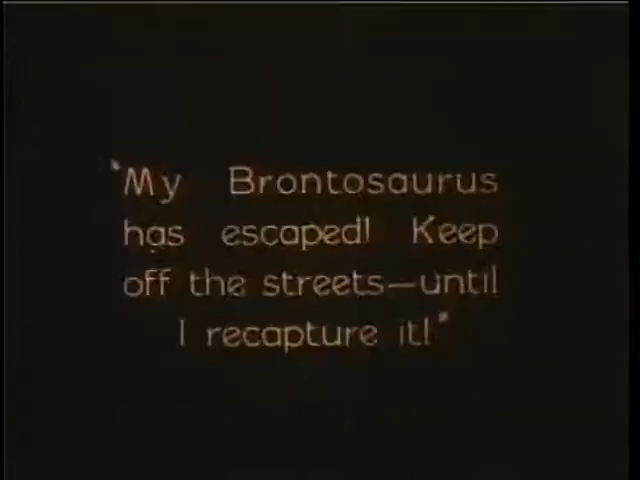 "My Brontosaurus
has escaped! Keep
off the streets—until
I recapture it!"